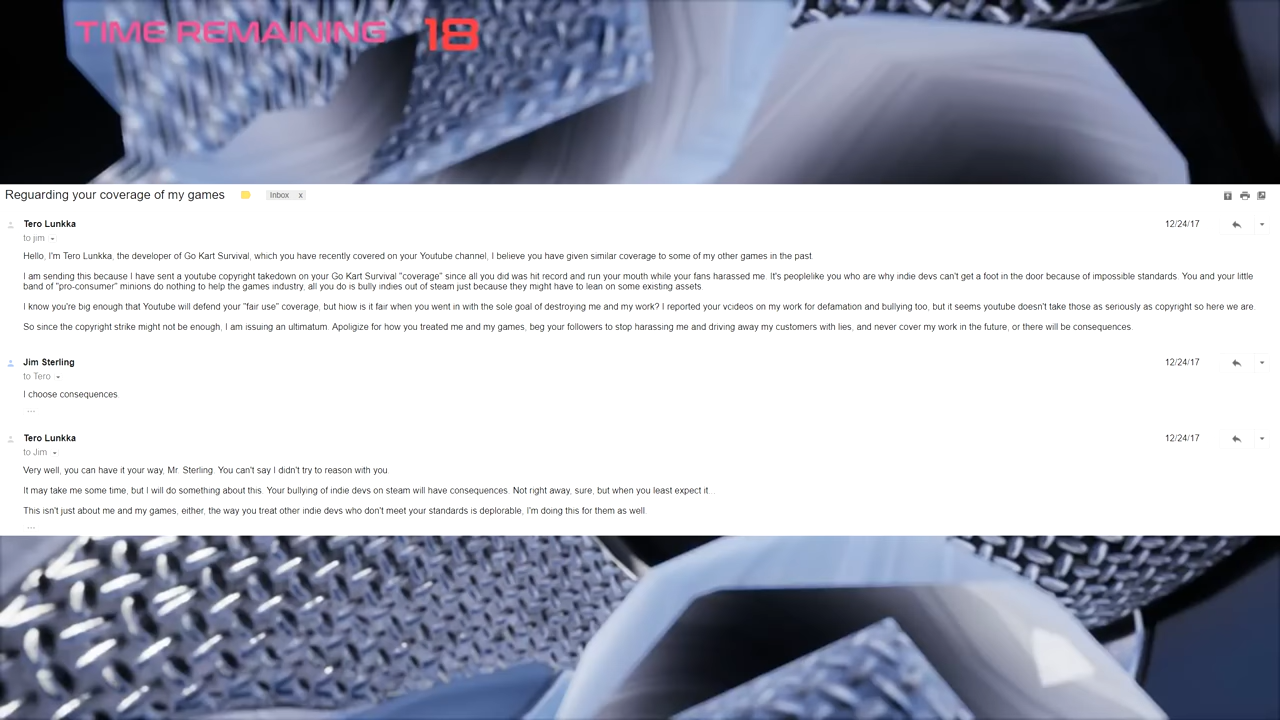 TIME REMAINING 18
Reguarding your coverage of my games Inbox x
Tero Lunkka 12/24/17
to jim
Hello, I'm Tero Lunkka, the developer of Go Kart Survival, which you have recently covered on your Youtube channel, I believe you have given similar coverage to some of my other games in the past.
I am sending this because I have sent a youtube copyright takedown on your Go Kart Survival "coverage" since all you did was hit record and run your mouth while your fans harassed me. It's peoplelike you who are why indie devs can't get a foot in the door because of impossible standards. You and your little
band of "pro-consumer" minions do nothing to help the games industry, all you do is bully indies out of steam just because they might have to lean on some existing assets.
I know you're big enough that Youtube will defend your "fair use" coverage, but hiow is it fair when you went in with the sole goal of destroying me and my work? I reported your vcideos on my work for defamation and bullying too, but it seems youtube doesn't take those as seriously as copyright so here we are.
So since the copyright strike might not be enough, I am issuing an ultimatum. Apoligize for how you treated me and my games, beg your followers to stop harassing me and driving away my customers with lies, and never cover my work in the future, or there will be consequences.
Jim Sterling 12/24/17
to Tero
I choose consequences.
...
Tero Lunkka 12/24/17
to Jim
Very well, you can have it your way, Mr. Sterling. You can't say I didn't try to reason with you.
It may take me some time, but I will do something about this. Your bullying of indie devs on steam will have consequences. Not right away, sure, but when you least expect it...
This isn't just about me and my games, either, the way you treat other indie devs who don't meet your standards is deplorable, I'm doing this for them as well.
...